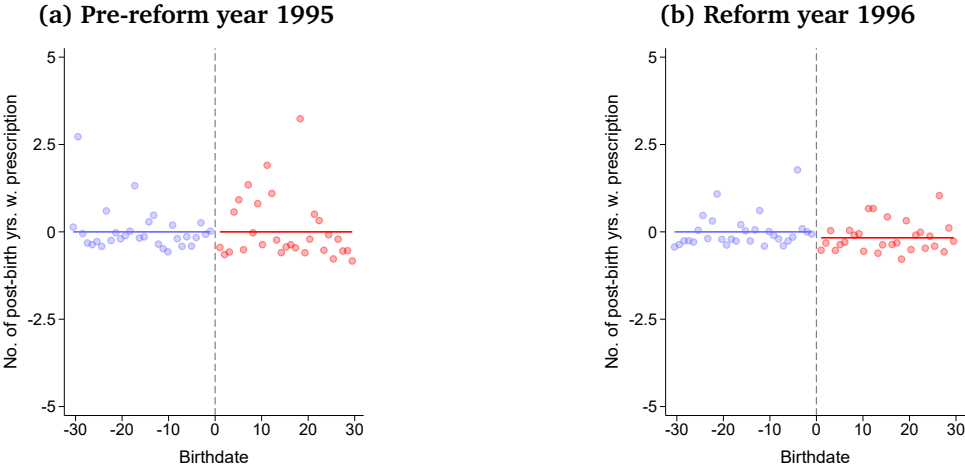 (a) Pre-reform year 1995
No. of post-birth yrs. w. prescription
5
2.5
0
-2.5
-5
-30 -20 -10 0 10 20 30
Birthdate
(b) Reform year 1996
No. of post-birth yrs. w. prescription
5
2.5
0
-2.5
-5
-30 -20 -10 0 10 20 30
Birthdate